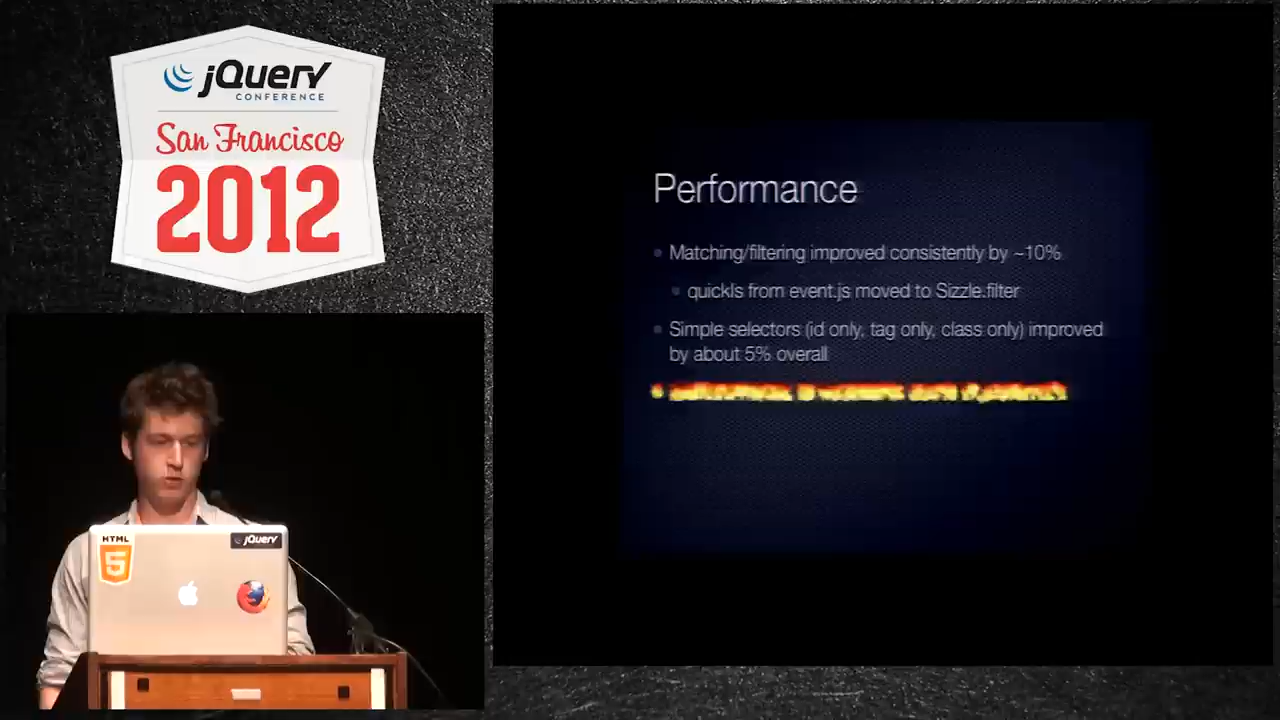 jQuery
CONFERENCE
San Francisco
2012
Performance
Matching/filtering improved consistently by ~10%
quickIs from event.js moved to Sizzle.filter
Simple selectors (id only, tag only, class only) improved
by about 5% overall
HTML
5
jQuery